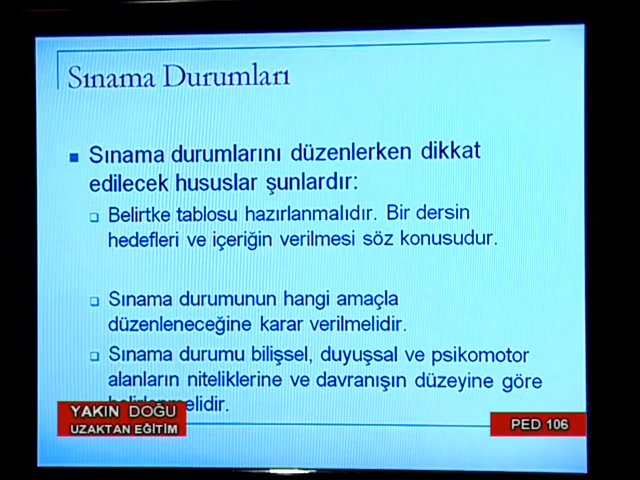 Sınama Durumları
Sınama durumlarını düzenlerken dikkat
edilecek hususlar şunlardır:
Belirtke tablosu hazırlanmalıdır. Bir dersin
hedefleri ve içeriğin verilmesi söz konusudur.
Sınama durumunun hangi amaçla
düzenleneceğine karar verilmelidir.
Sınama durumu bilişsel, duyuşsal ve psikomotor
alanların niteliklerine ve davranışın düzeyine göre
YAKIN DOĞU
UZAKTAN EĞİTİM
PED 106